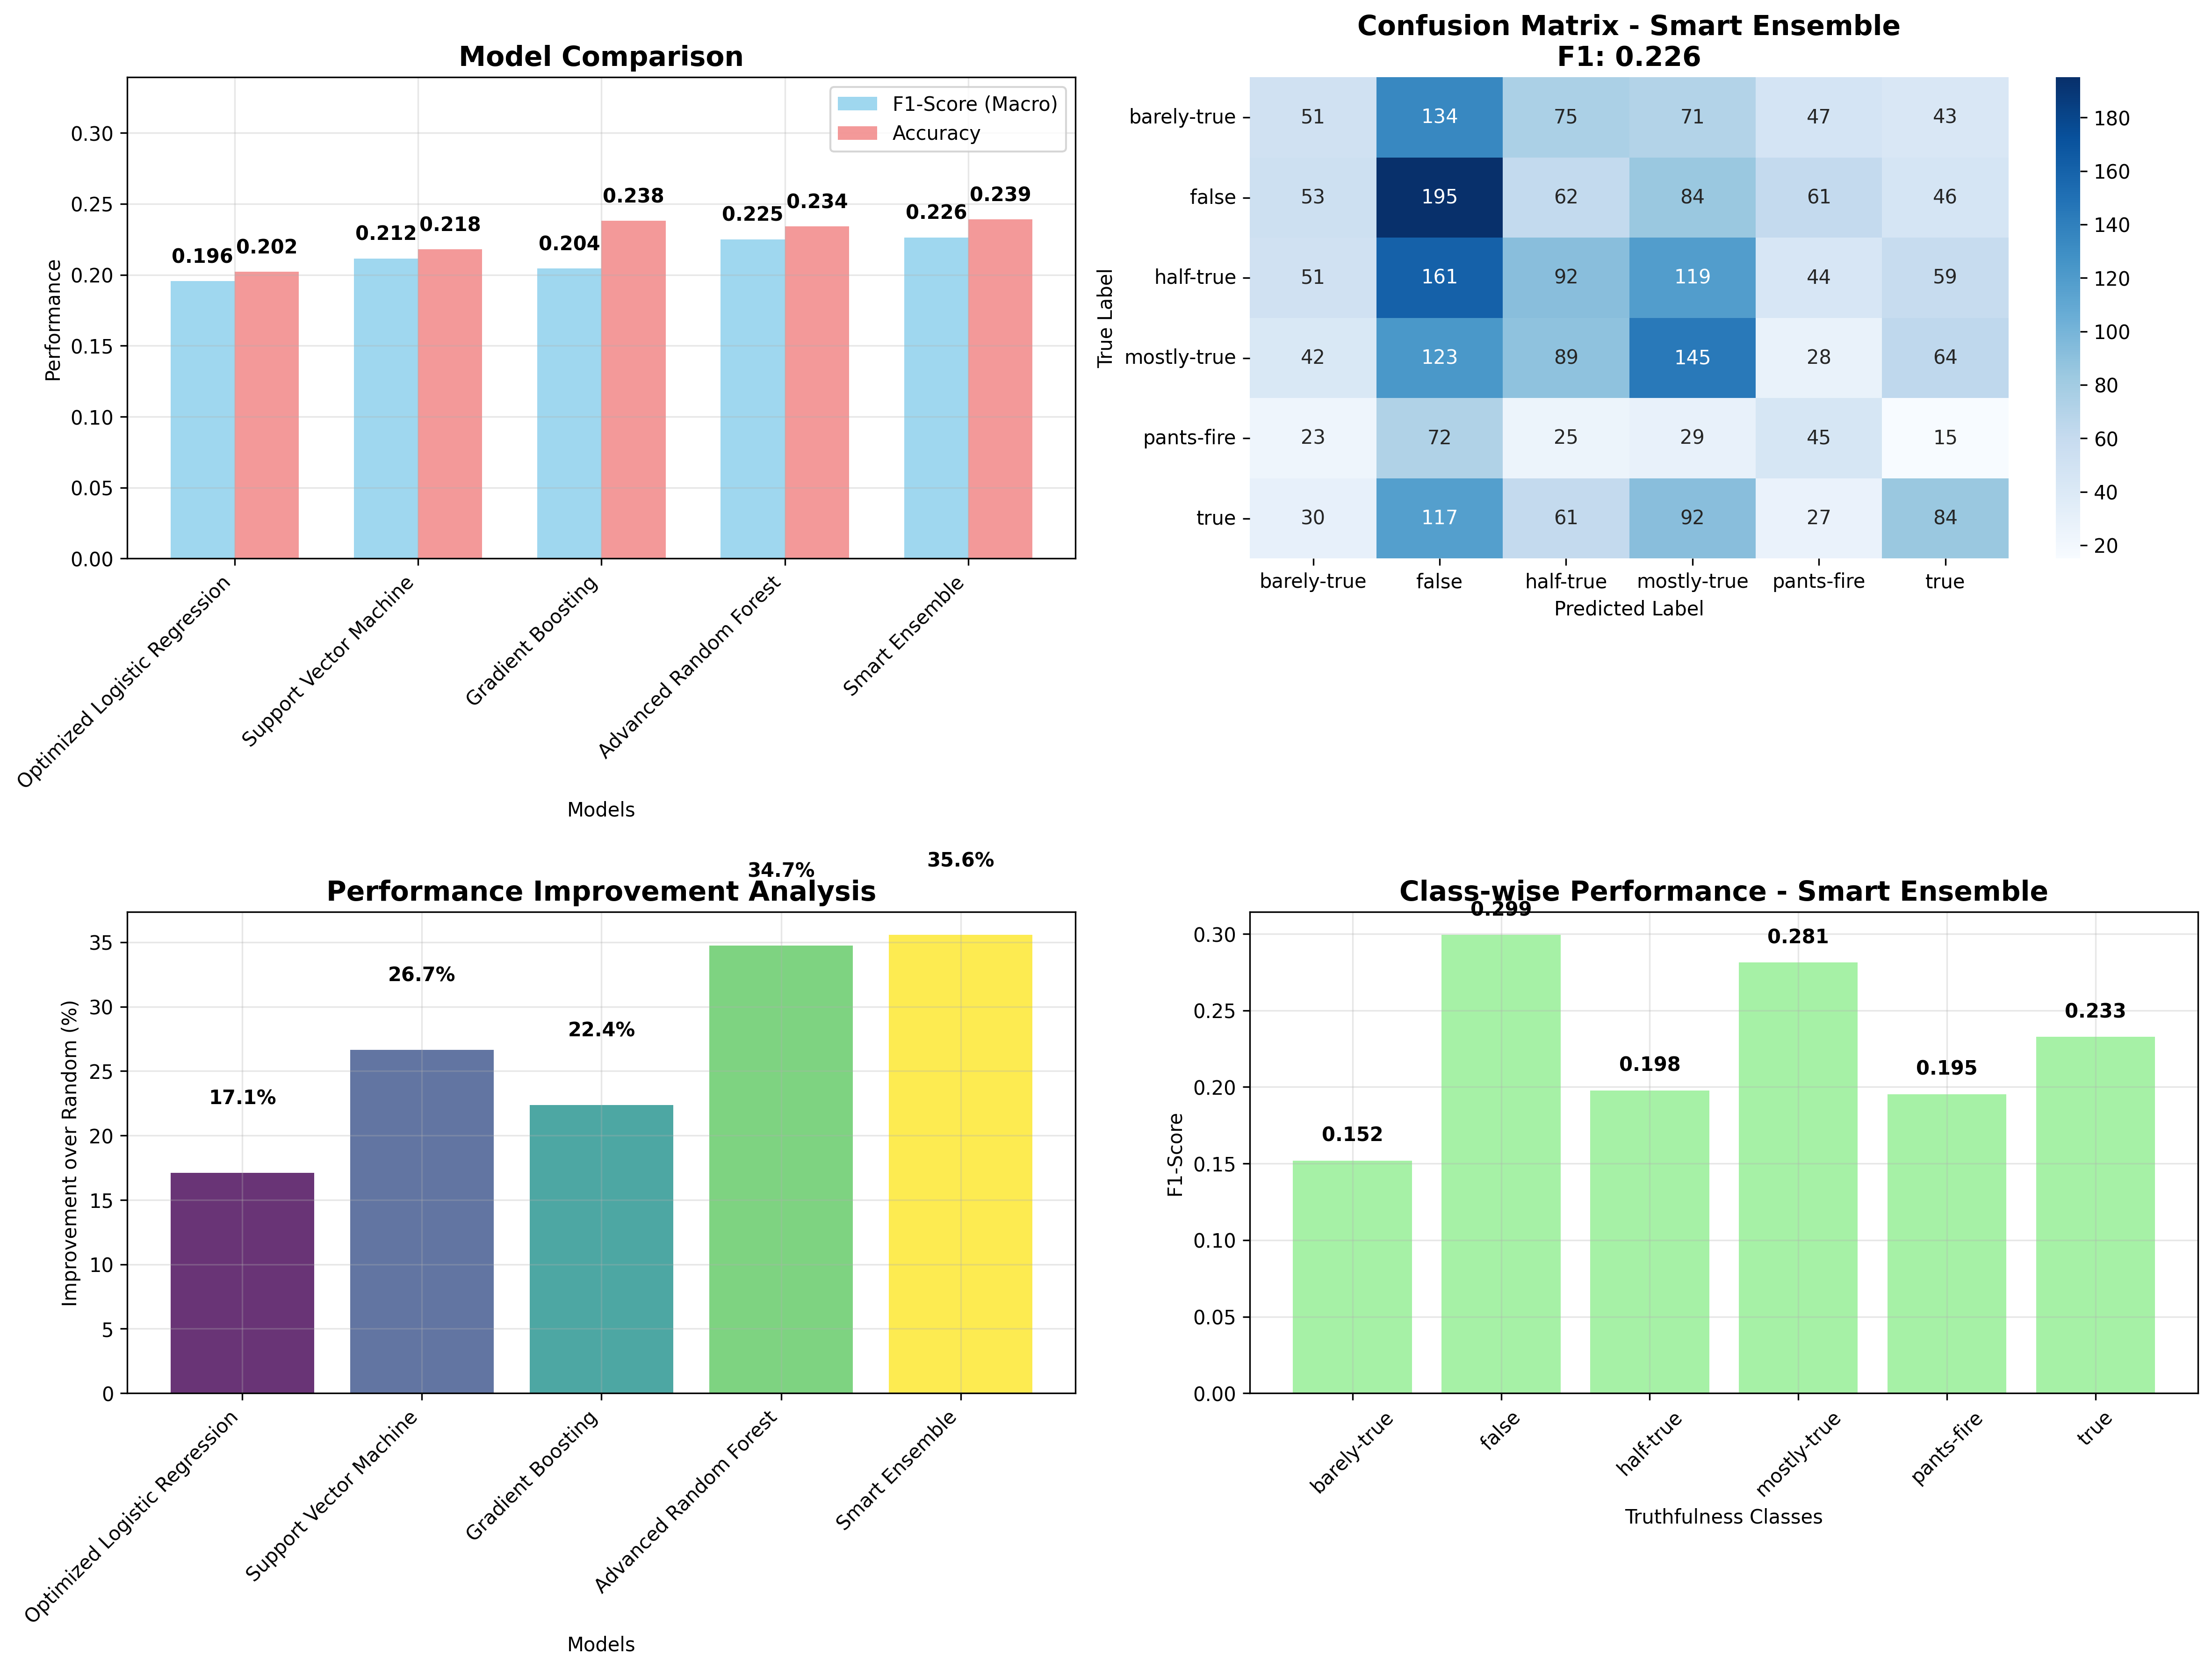 Model Comparison
F1-Score (Macro)
Accuracy
Performance
0.30
0.25
0.20
0.15
0.10
0.05
0.00
0.196 0.202
0.212 0.218
0.204 0.238
0.225 0.234
0.226 0.239
Optimized Logistic Regression
Support Vector Machine
Gradient Boosting
Advanced Random Forest
Smart Ensemble
Models
Confusion Matrix - Smart Ensemble
F1: 0.226
True Label
barely-true 51 134 75 71 47 43
false 53 195 62 84 61 46
half-true 51 161 92 119 44 59
mostly-true 42 123 89 145 28 64
pants-fire 23 72 25 29 45 15
true 30 117 61 92 27 84
barely-true false half-true mostly-true pants-fire true
Predicted Label
180
160
140
120
100
80
60
40
20
Performance Improvement Analysis
Improvement over Random (%)
35
30
25
20
15
10
5
0
17.1%
26.7%
22.4%
34.7%
35.6%
Optimized Logistic Regression
Support Vector Machine
Gradient Boosting
Advanced Random Forest
Smart Ensemble
Models
Class-wise Performance - Smart Ensemble
F1-Score
0.30
0.25
0.20
0.15
0.10
0.05
0.00
0.152
0.299
0.198
0.281
0.195
0.233
barely-true
false
half-true
mostly-true
pants-fire
true
Truthfulness Classes